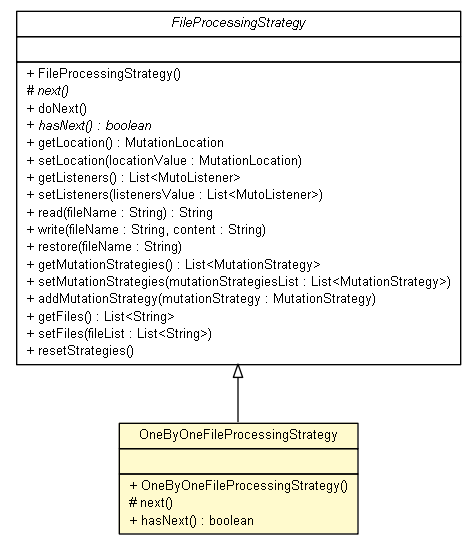 FileProcessingStrategy
+ FileProcessingStrategy()
# next()
+ doNext()
+ hasNext() : boolean
+ getLocation() : MutationLocation
+ setLocation(locationValue : MutationLocation)
+ getListeners() : List<MutoListener>
+ setListeners(listenersValue : List<MutoListener>)
+ read(fileName : String) : String
+ write(fileName : String, content : String)
+ restore(fileName : String)
+ getMutationStrategies() : List<MutationStrategy>
+ setMutationStrategies(mutationStrategiesList : List<MutationStrategy>)
+ addMutationStrategy(mutationStrategy : MutationStrategy)
+ getFiles() : List<String>
+ setFiles(fileList : List<String>)
+ resetStrategies()
OneByOneFileProcessingStrategy
+ OneByOneFileProcessingStrategy()
# next()
+ hasNext() : boolean